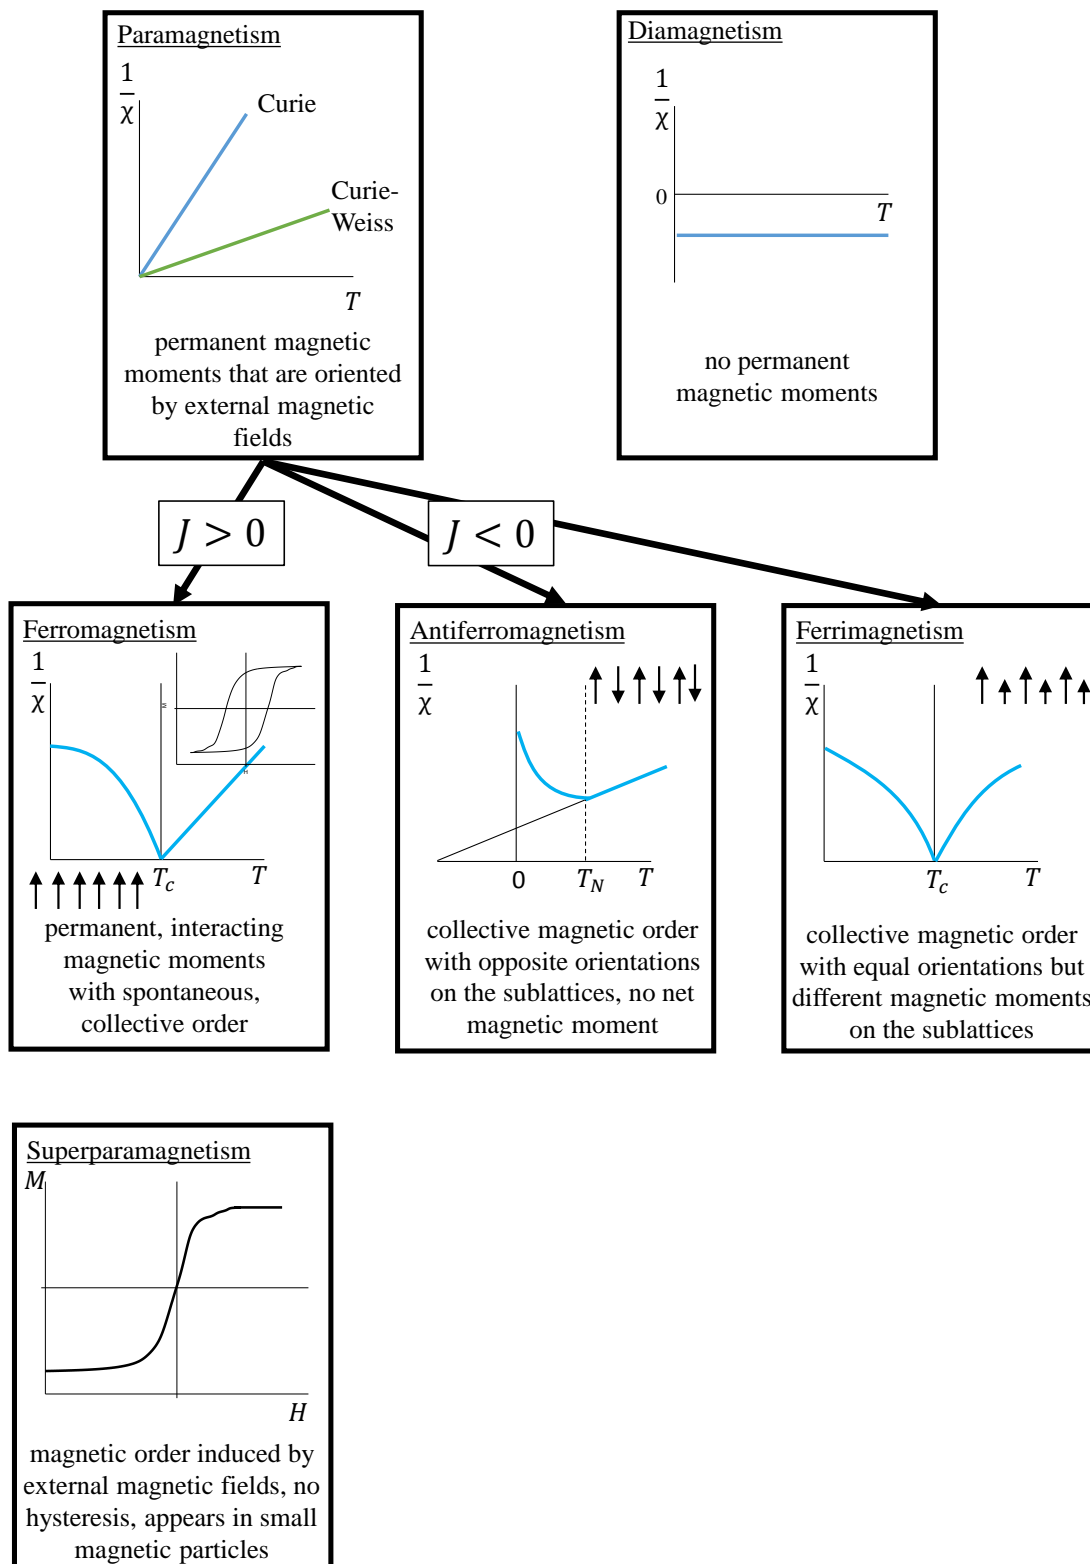 Paramagnetism
1
χ
Curie
Curie-
Weiss
T
permanent magnetic
moments that are oriented
by external magnetic
fields
Diamagnetism
1
χ
0
T
no permanent
magnetic moments
J > 0
J < 0
Ferromagnetism
1
χ
M
H
T_c
T
permanent, interacting
magnetic moments
with spontaneous,
collective order
Antiferromagnetism
1
χ
0
T_N
T
collective magnetic order
with opposite orientations
on the sublattices, no net
magnetic moment
Ferrimagnetism
1
χ
T_c
T
collective magnetic order
with equal orientations but
different magnetic moments
on the sublattices
Superparamagnetism
M
H
magnetic order induced by
external magnetic fields, no
hysteresis, appears in small
magnetic particles